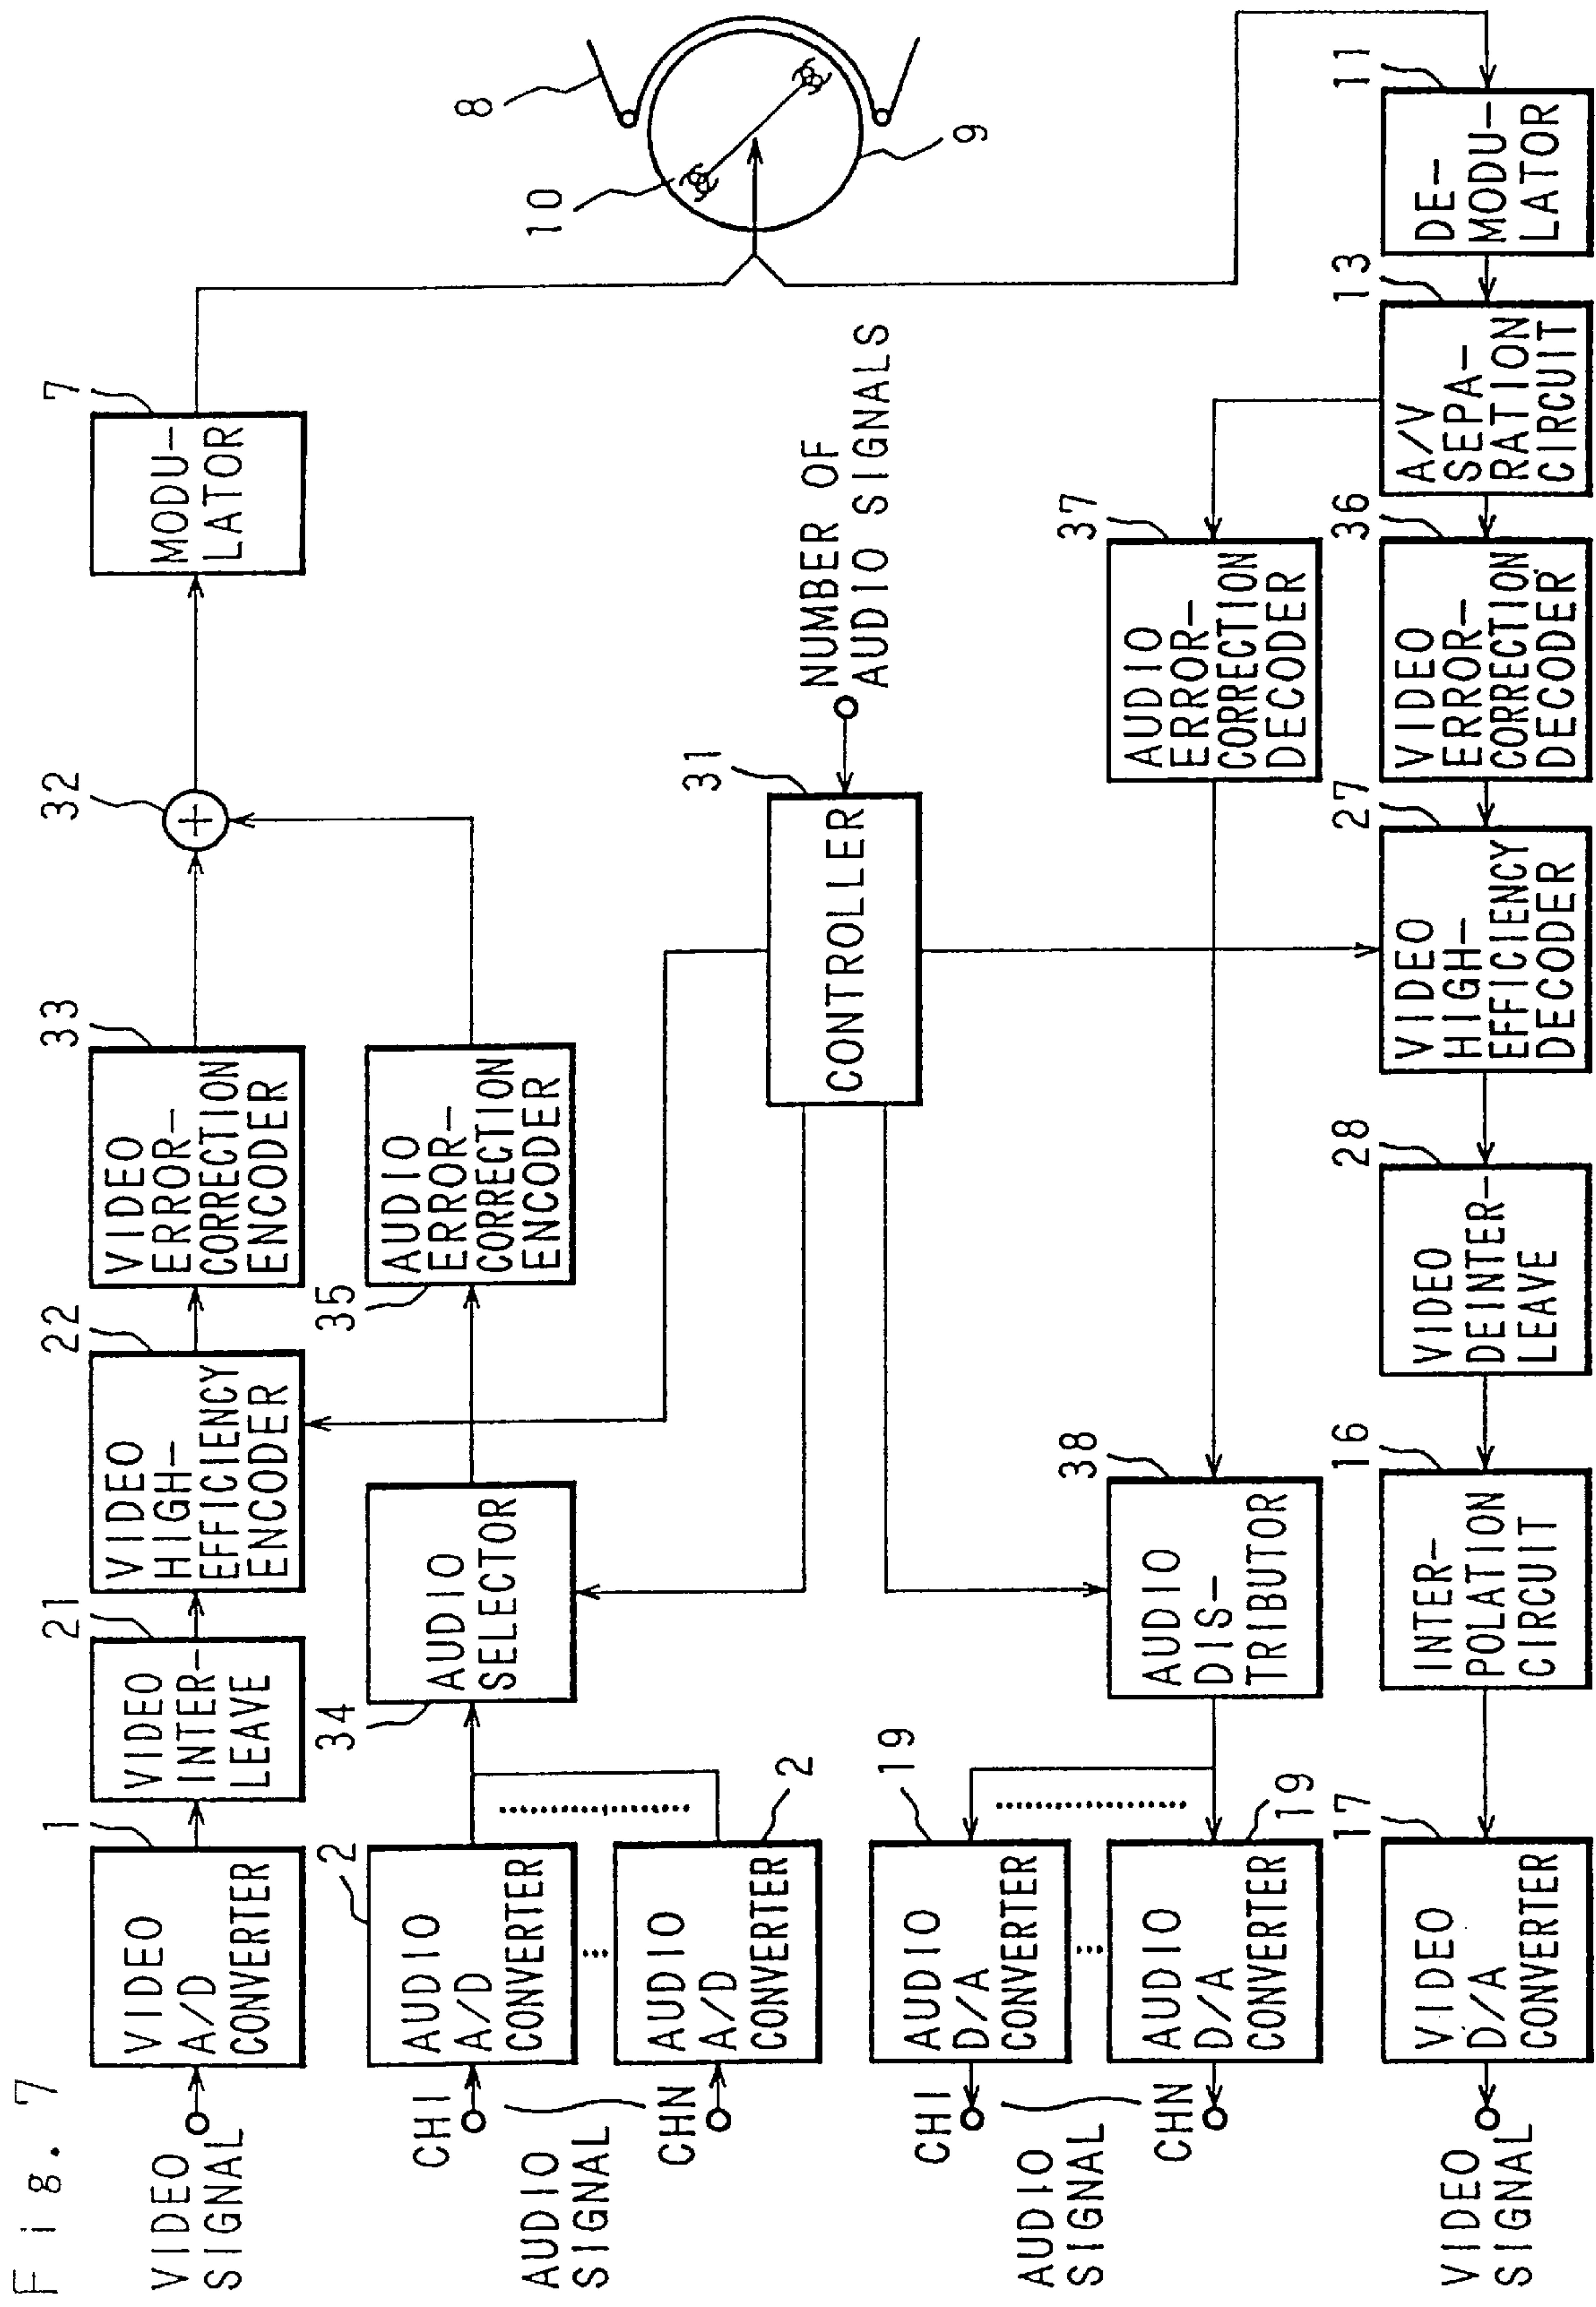 Fig. 7
VIDEO
SIGNAL
1
VIDEO
A/D
CONVERTER
21
VIDEO
INTER-
LEAVE
22
VIDEO
HIGH-
EFFICIENCY
ENCODER
33
VIDEO
ERROR-
CORRECTION
ENCODER
32
+
7
MODU-
LATOR
AUDIO
SIGNAL
CH1
CHN
2
AUDIO
A/D
CONVERTER
2
AUDIO
A/D
CONVERTER
34
AUDIO
SELECTOR
35
AUDIO
ERROR-
CORRECTION
ENCODER
8
9
10
31
CONTROLLER
NUMBER OF
AUDIO SIGNALS
AUDIO
SIGNAL
CH1
CHN
19
AUDIO
D/A
CONVERTER
19
AUDIO
D/A
CONVERTER
38
AUDIO
DIS-
TRIBUTOR
37
AUDIO
ERROR-
CORRECTION
DECODER
VIDEO
SIGNAL
17
VIDEO
D/A
CONVERTER
16
INTER-
POLATION
CIRCUIT
28
VIDEO
DEINTER-
LEAVE
27
VIDEO
HIGH-
EFFICIENCY
DECODER
36
VIDEO
ERROR-
CORRECTION
DECODER
13
A/V
SEPA-
RATION
CIRCUIT
11
DE-
MODU-
LATOR